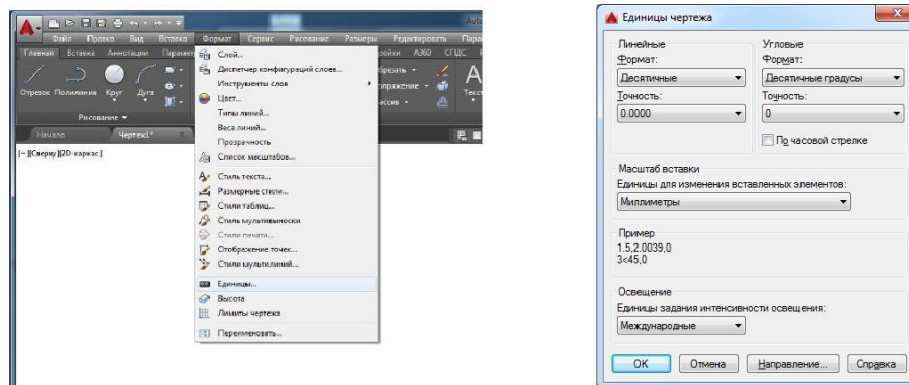 Файл Правка Вид Вставка Формат Сервис Рисование Размеры Редактировать
Главная Вставка Аннотации
A360 СПДС
Отрезок Полилиния Круг Дуга
Рисование
Начало Чертеж1*
[−][Сверху][2D-каркас]
Слой...
Диспетчер конфигураций слоев...
Инструменты слоя
Цвет...
Типы линий...
Веса линий...
Прозрачность
Список масштабов...
Стиль текста...
Размерные стили...
Стили таблиц...
Стиль мультивыноски
Стили печати...
Отображение точек...
Стили мультилиний...
Единицы...
Высота
Лимиты чертежа
Переименовать...
Единицы чертежа
Линейные
Формат:
Десятичные
Точность:
0.0000
Угловые
Формат:
Десятичные градусы
Точность:
0
По часовой стрелке
Масштаб вставки
Единицы для изменения вставленных элементов:
Миллиметры
Пример
1.5,2.0039,0
3<45,0
Освещение
Единицы задания интенсивности освещения:
Международные
OK Отмена Направление... Справка